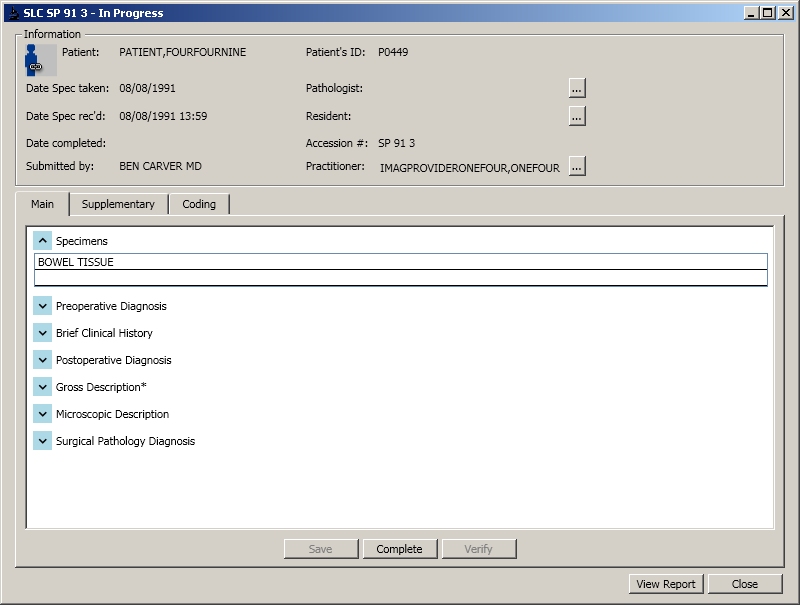 SLC SP 91 3 - In Progress
Information
Patient: PATIENT,FOURFOURNINE Patient's ID: P0449
Date Spec taken: 08/08/1991 Pathologist: ...
Date Spec rec'd: 08/08/1991 13:59 Resident: ...
Date completed: Accession #: SP 91 3
Submitted by: BEN CARVER MD Practitioner: IMAGPROVIDERONEFOUR,ONEFOUR ...
Main Supplementary Coding
Specimens
BOWEL TISSUE
Preoperative Diagnosis
Brief Clinical History
Postoperative Diagnosis
Gross Description*
Microscopic Description
Surgical Pathology Diagnosis
Save Complete Verify
View Report Close